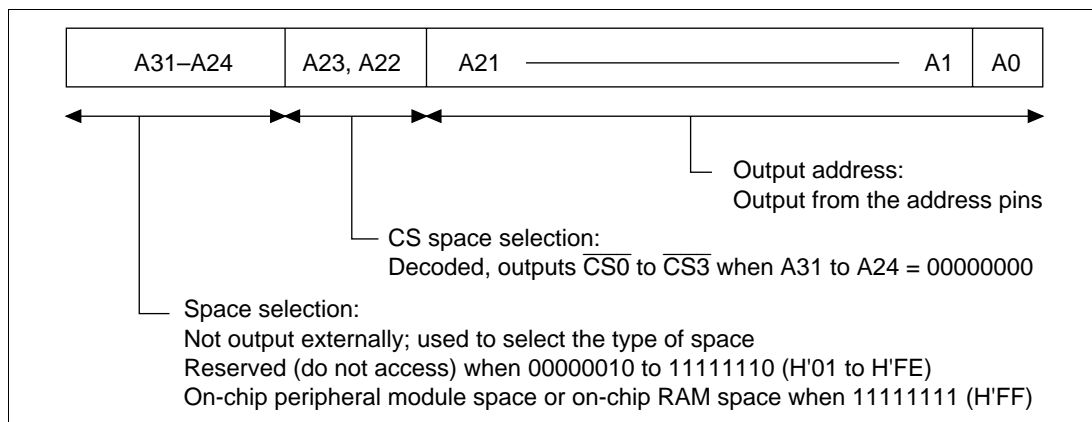 A31–A24 A23, A22 A21 A1 A0
Output address:
Output from the address pins
CS space selection:
Decoded, outputs CS0 to CS3 when A31 to A24 = 00000000
Space selection:
Not output externally; used to select the type of space
Reserved (do not access) when 00000010 to 11111110 (H'01 to H'FE)
On-chip peripheral module space or on-chip RAM space when 11111111 (H'FF)